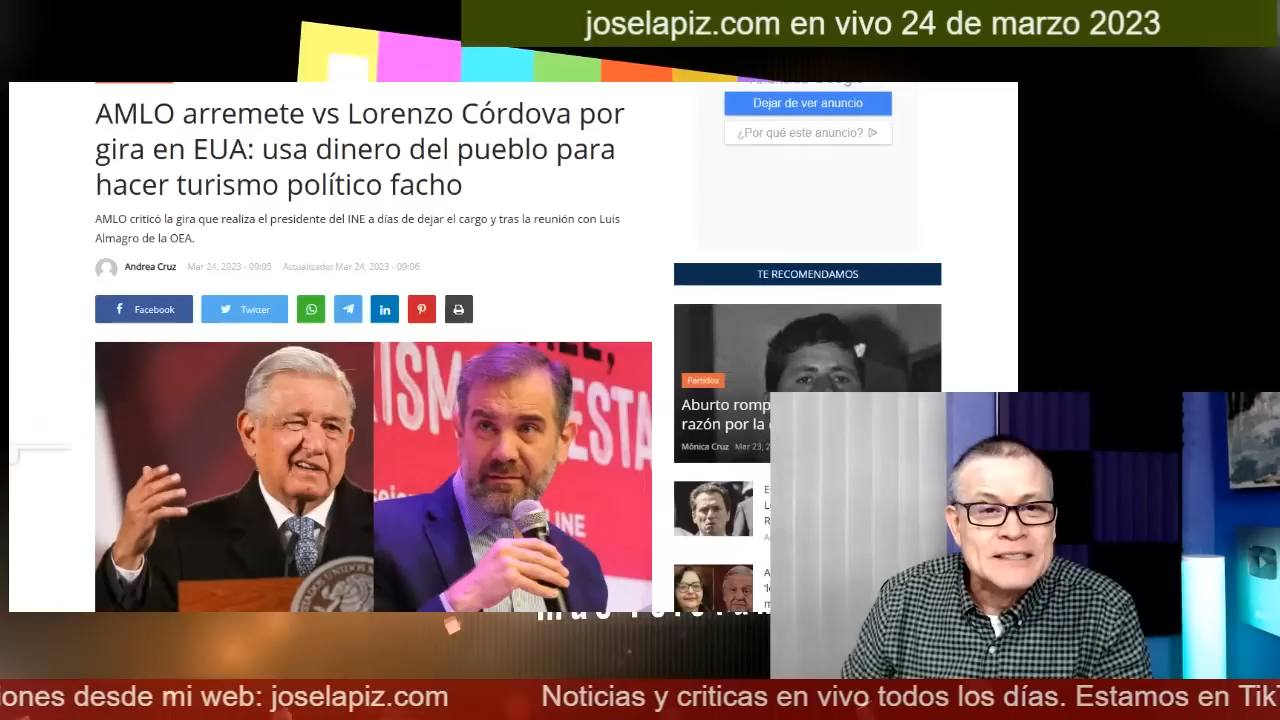 joselapiz.com en vivo 24 de marzo 2023
AMLO arremete vs Lorenzo Córdova por
gira en EUA: usa dinero del pueblo para
hacer turismo político facho
AMLO criticó la gira que realiza el presidente del INE a días de dejar el cargo y tras la reunión con Luis
Almagro de la OEA.
Andrea Cruz Mar 24, 2023 - 09:05 Actualizado: Mar 24, 2023 - 09:06
Facebook Twitter
Dejar de ver anuncio
¿Por qué este anuncio?
TE RECOMENDAMOS
Partidos
Aburto romp
razón por la
Mónica Cruz Mar 23, 2
INE
iones desde mi web: joselapiz.com Noticias y criticas en vivo todos los días. Estamos en TikT